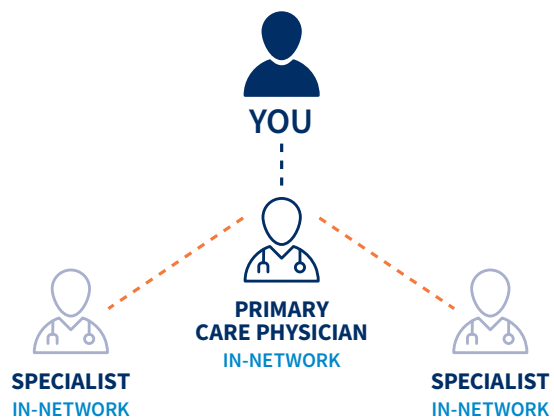 YOU
PRIMARY
CARE PHYSICIAN
IN-NETWORK
SPECIALIST
IN-NETWORK
SPECIALIST
IN-NETWORK